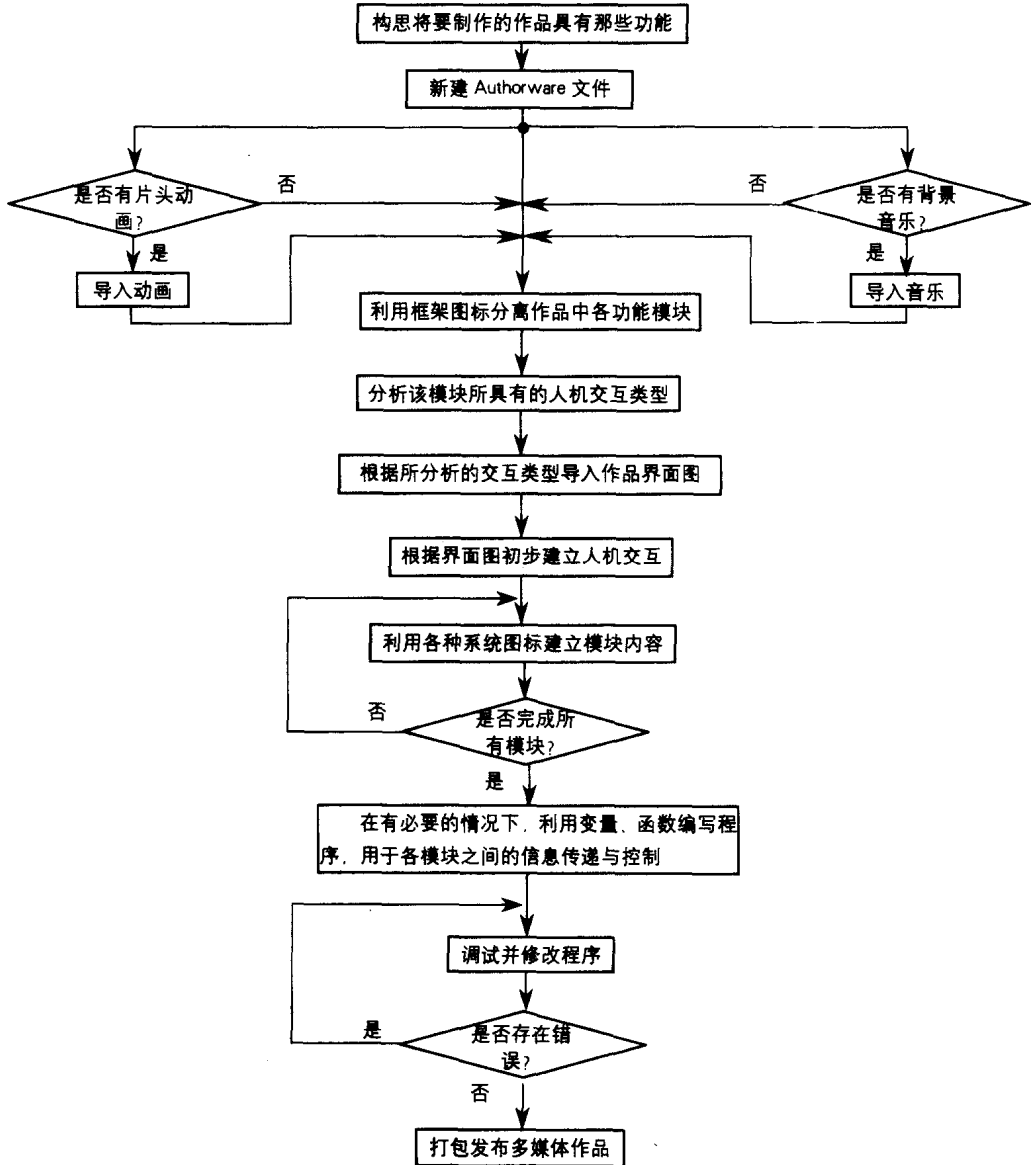 构思将要制作的作品具有那些功能
新建 Authorware 文件
是否有片头动
画?
否
是
导入动画
否
是否有背景
音乐?
是
导入音乐
利用框架图标分离作品中各功能模块
分析该模块所具有的人机交互类型
根据所分析的交互类型导入作品界面图
根据界面图初步建立人机交互
利用各种系统图标建立模块内容
否
是否完成所
有模块?
是
在有必要的情况下，利用变量、函数编写程
序，用于各模块之间的信息传递与控制
调试并修改程序
是
是否存在错
误?
否
打包发布多媒体作品